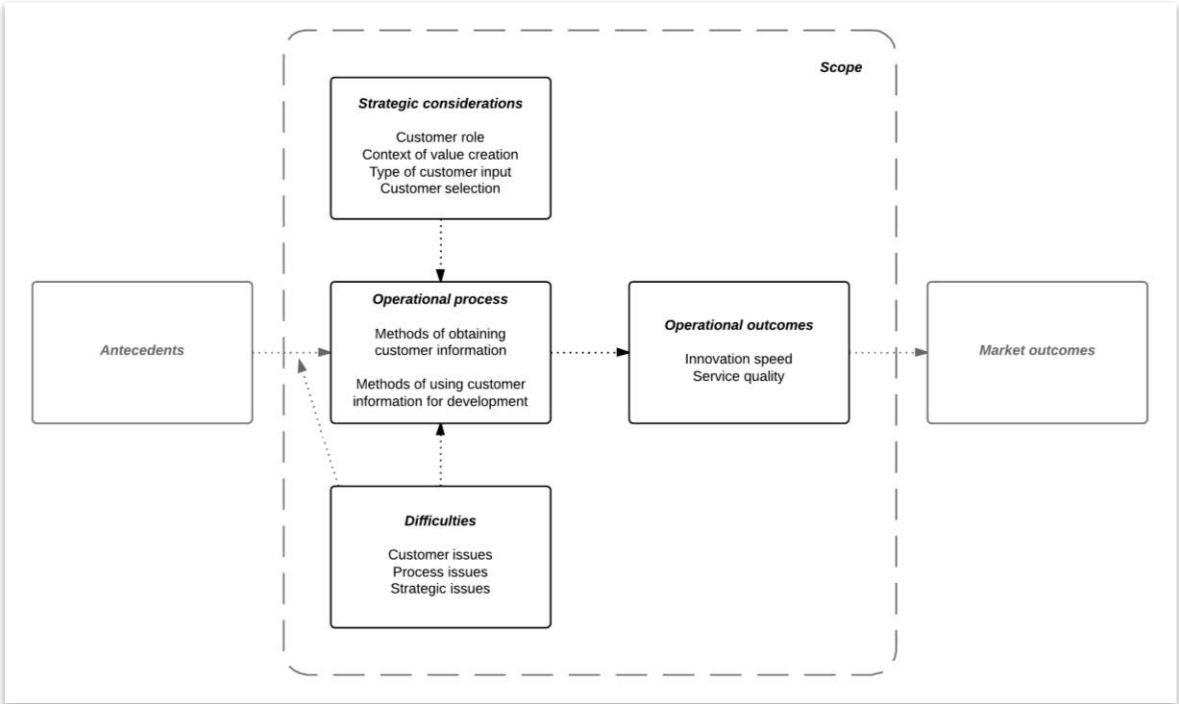 Scope
Strategic considerations
Customer role
Context of value creation
Type of customer input
Customer selection
Antecedents
Operational process
Methods of obtaining
customer information
Methods of using customer
information for development
Operational outcomes
Innovation speed
Service quality
Market outcomes
Difficulties
Customer issues
Process issues
Strategic issues